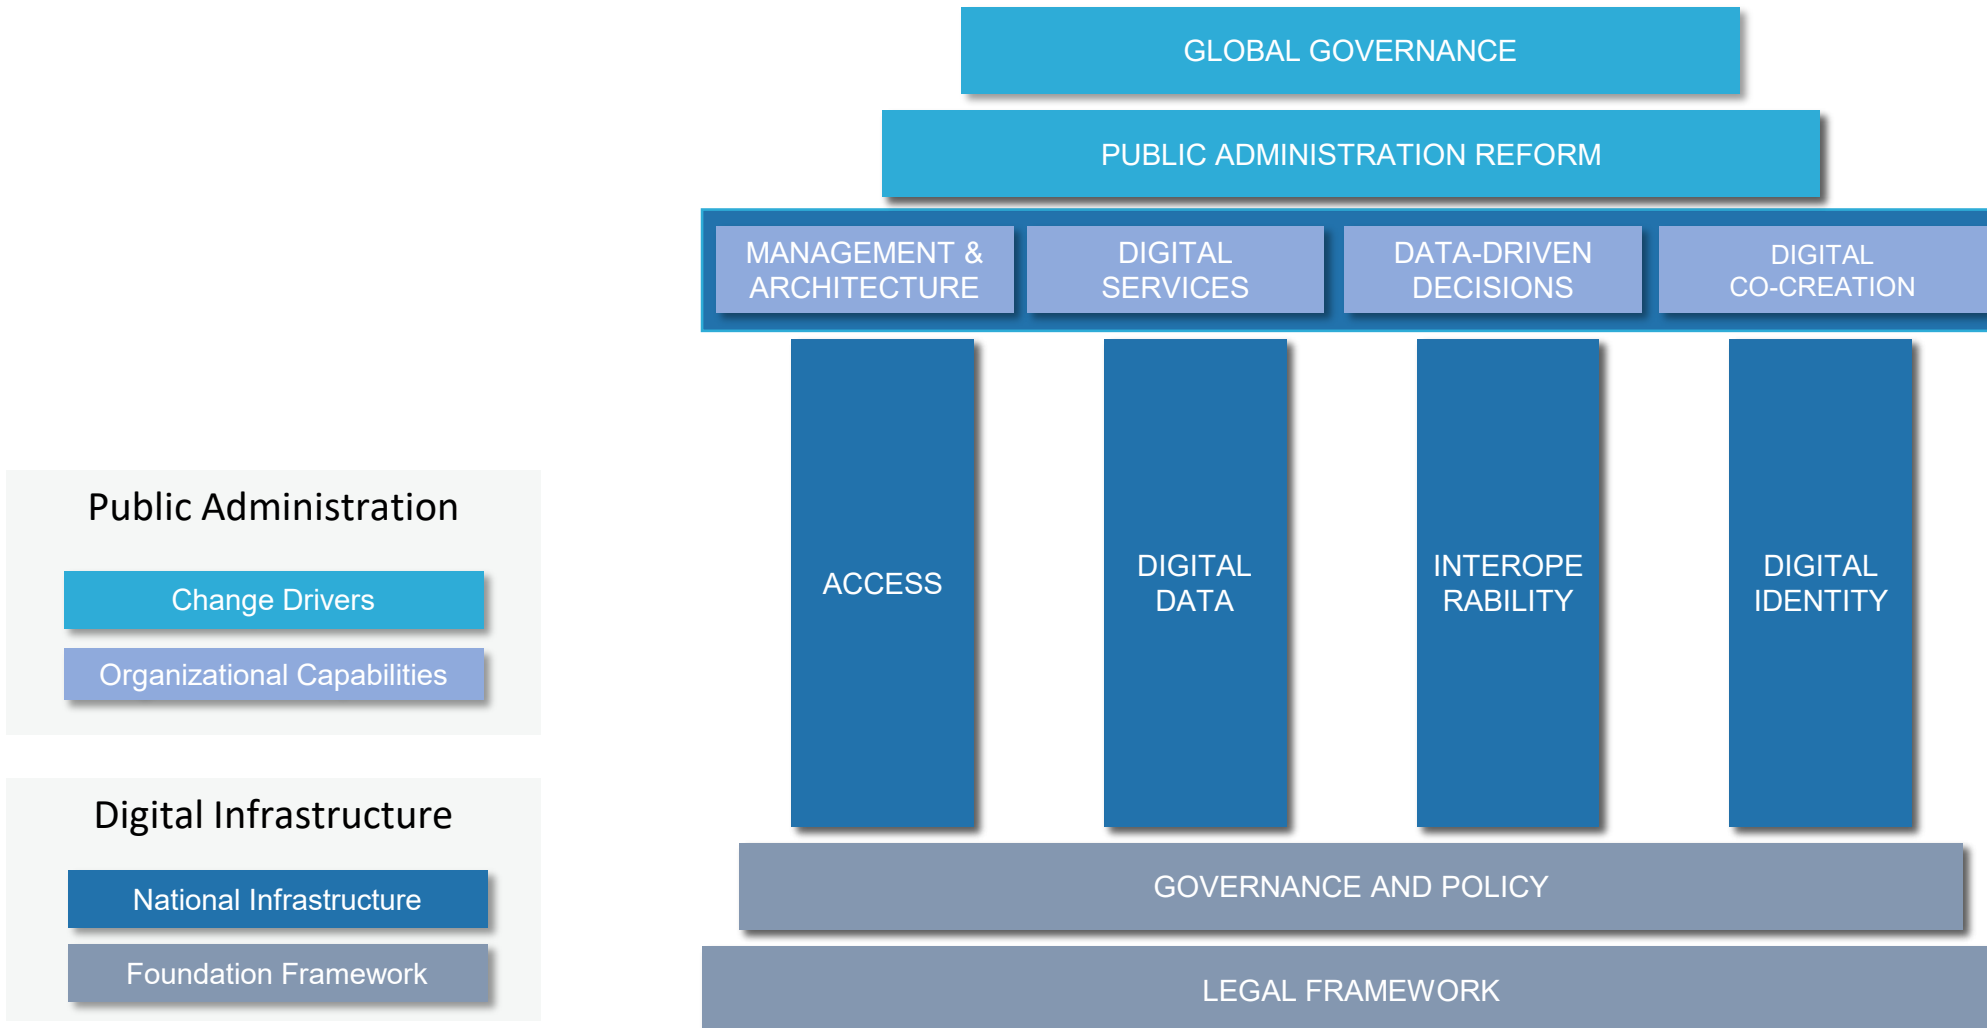 GLOBAL GOVERNANCE
PUBLIC ADMINISTRATION REFORM
MANAGEMENT &
ARCHITECTURE
DIGITAL
SERVICES
DATA-DRIVEN
DECISIONS
DIGITAL
CO-CREATION
ACCESS
DIGITAL
DATA
INTEROPE
RABILITY
DIGITAL
IDENTITY
GOVERNANCE AND POLICY
LEGAL FRAMEWORK
Public Administration
Change Drivers
Organizational Capabilities
Digital Infrastructure
National Infrastructure
Foundation Framework